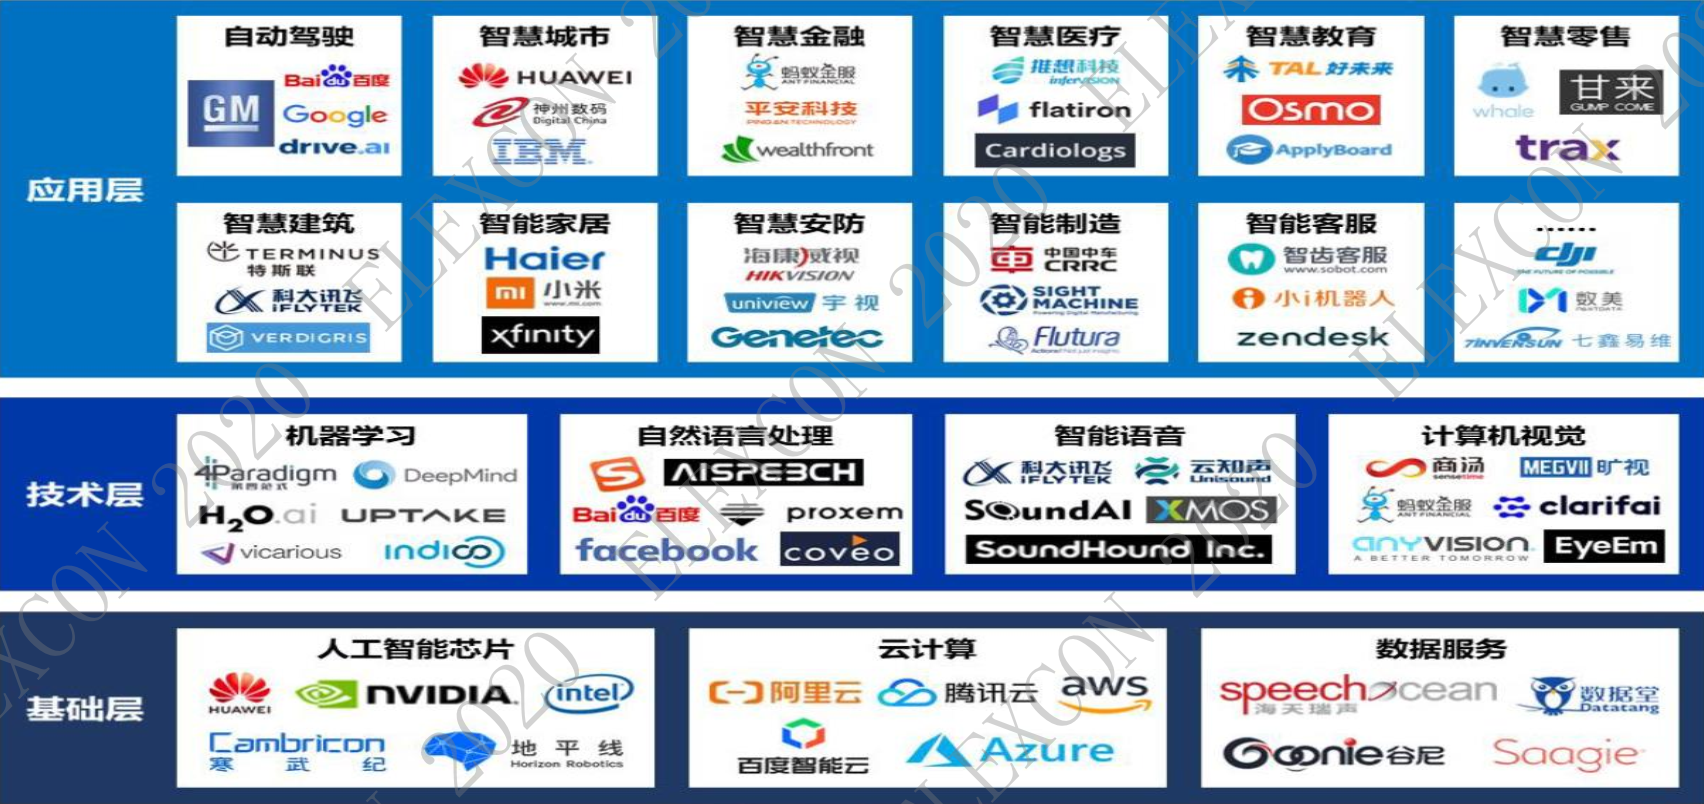 应用层
自动驾驶
GM
Bai du 百度
Google
drive.ai
智慧城市
HUAWEI
神州数码
Digital China
IBM
智慧金融
蚂蚁金服
ANT FINANCIAL
平安科技
PING AN TECHNOLOGY
wealthfront
智慧医疗
推想科技
inferVISION
flatiron
Cardiologs
智慧教育
TAL 好未来
Osmo
ApplyBoard
智慧零售
whale
甘来
GUMP COME
trax
智慧建筑
TERMINUS
特斯联
科大讯飞
iFLYTEK
VERDIGRIS
智能家居
Haier
mi 小米
www.mi.com
xfinity
智慧安防
海康威视
HIKVISION
uniview 宇视
Genetec
智能制造
中国中车
CRRC
SIGHT
MACHINE
Flutura
智能客服
智齿客服
www.sobot.com
小i机器人
zendesk
......
dji
THE FUTURE OF POSSIBLE
数美
7INVENSUN 七鑫易维
技术层
机器学习
4Paradigm
第四范式
DeepMind
H2O.ai
UPTAKE
vicarious
indico
自然语言处理
AISPEECH
Bai du 百度
proxem
facebook
coveo
智能语音
科大讯飞
iFLYTEK
云知声
Unisound
SoundAI
XMOS
SoundHound Inc.
计算机视觉
商汤
sensetime
MEGVII 旷视
蚂蚁金服
ANT FINANCIAL
clarifai
anyvision
A BETTER TOMORROW
EyeEm
基础层
人工智能芯片
HUAWEI
NVIDIA
intel
Cambricon
寒武纪
地平线
Horizon Robotics
云计算
阿里云
腾讯云
aws
百度智能云
Azure
数据服务
speechocean
海天瑞声
数据堂
Datatang
Goonie谷尼
Saagie
ELEXCON 2020